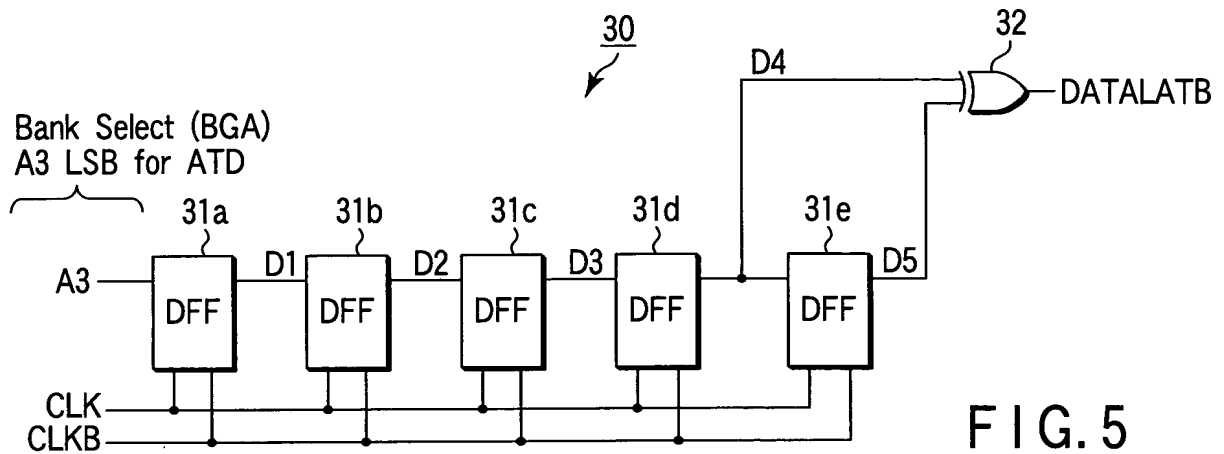 30
32
D4
DATALATB
Bank Select (BGA)
A3 LSB for ATD
31a
31b
31c
31d
31e
A3
DFF
D1
DFF
D2
DFF
D3
DFF
DFF
D5
CLK
CLKB
FIG. 5